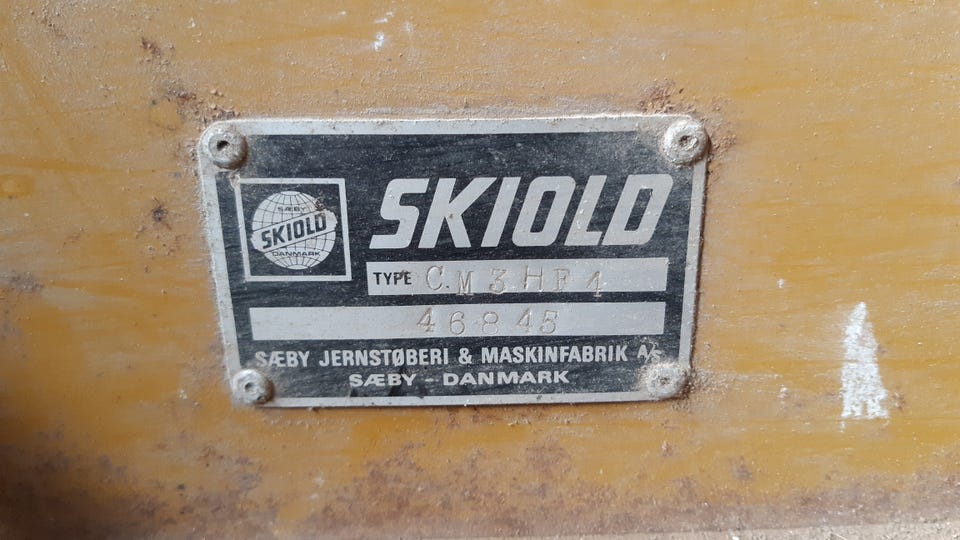 SKIOLD
SÆBY
SKIOLD
DANMARK
TYPE C.M 3 HF 4
46845
SÆBY JERNSTØBERI & MASKINFABRIK A/S
SÆBY - DANMARK